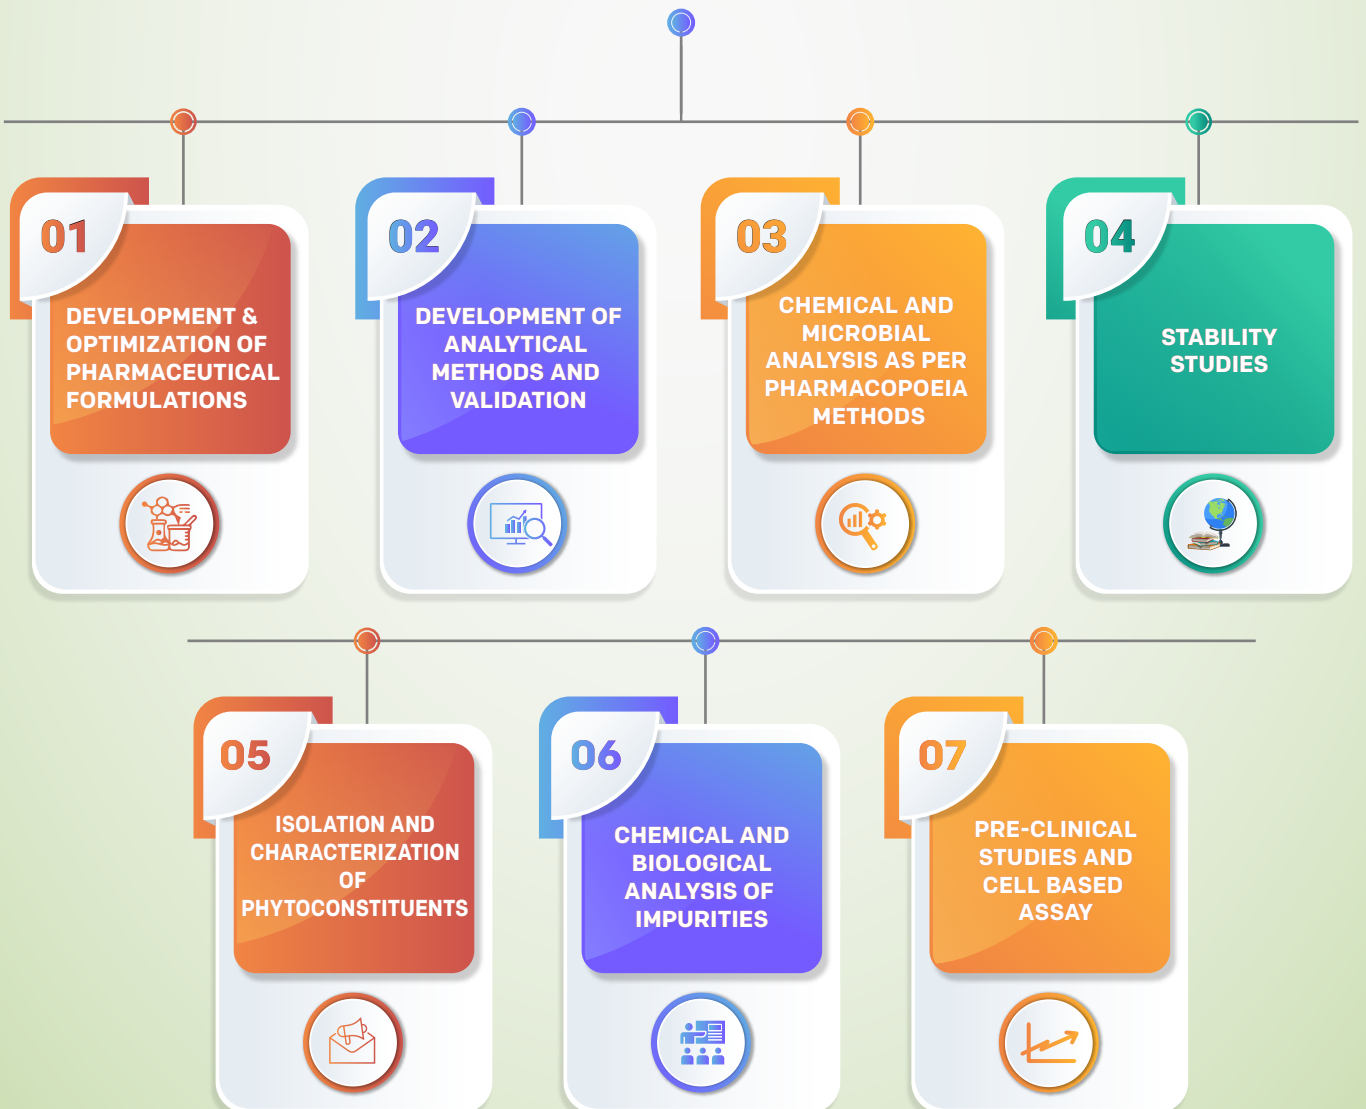 01
DEVELOPMENT &
OPTIMIZATION OF
PHARMACEUTICAL
FORMULATIONS
02
DEVELOPMENT OF
ANALYTICAL
METHODS AND
VALIDATION
03
CHEMICAL AND
MICROBIAL
ANALYSIS AS PER
PHARMACOPOEIA
METHODS
04
STABILITY
STUDIES
05
ISOLATION AND
CHARACTERIZATION
OF
PHYTOCONSTITUENTS
06
CHEMICAL AND
BIOLOGICAL
ANALYSIS OF
IMPURITIES
07
PRE-CLINICAL
STUDIES AND
CELL BASED
ASSAY